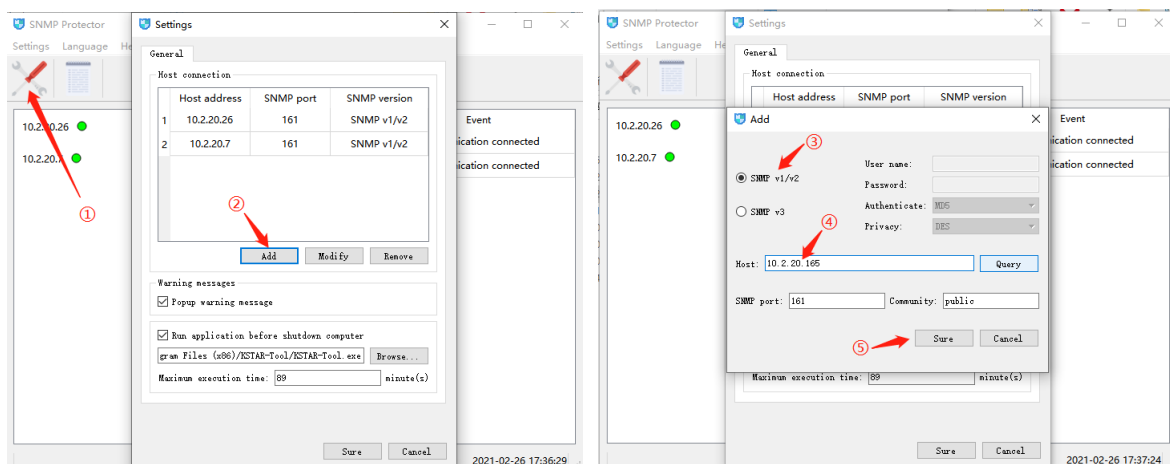 SNMP Protector
Settings Language He
10.2.20.26
10.2.20.7
①
Settings
General
Host connection
Host address SNMP port SNMP version
1 10.2.20.26 161 SNMP v1/v2
2 10.2.20.7 161 SNMP v1/v2
②
Add Modify Remove
Warning messages
Popup warning message
Run application before shutdown computer
gram Files (x86)/KSTAR-Tool/KSTAR-Tool.exe Browse...
Maximum execution time: 89 minute(s)
Sure Cancel
Event
ication connected
ication connected
2021-02-26 17:36:29
SNMP Protector
Settings Language He
10.2.20.26
10.2.20.7
Settings
General
Host connection
Host address SNMP port SNMP version
Add
③
SNMP v1/v2
SNMP v3
User name:
Password:
Authenticate: MD5
Privacy: DES
④
Host: 10.2.20.165 Query
SNMP port: 161 Community: public
⑤
Sure Cancel
Maximum execution time: 89 minute(s)
Sure Cancel
Event
ication connected
ication connected
2021-02-26 17:37:24